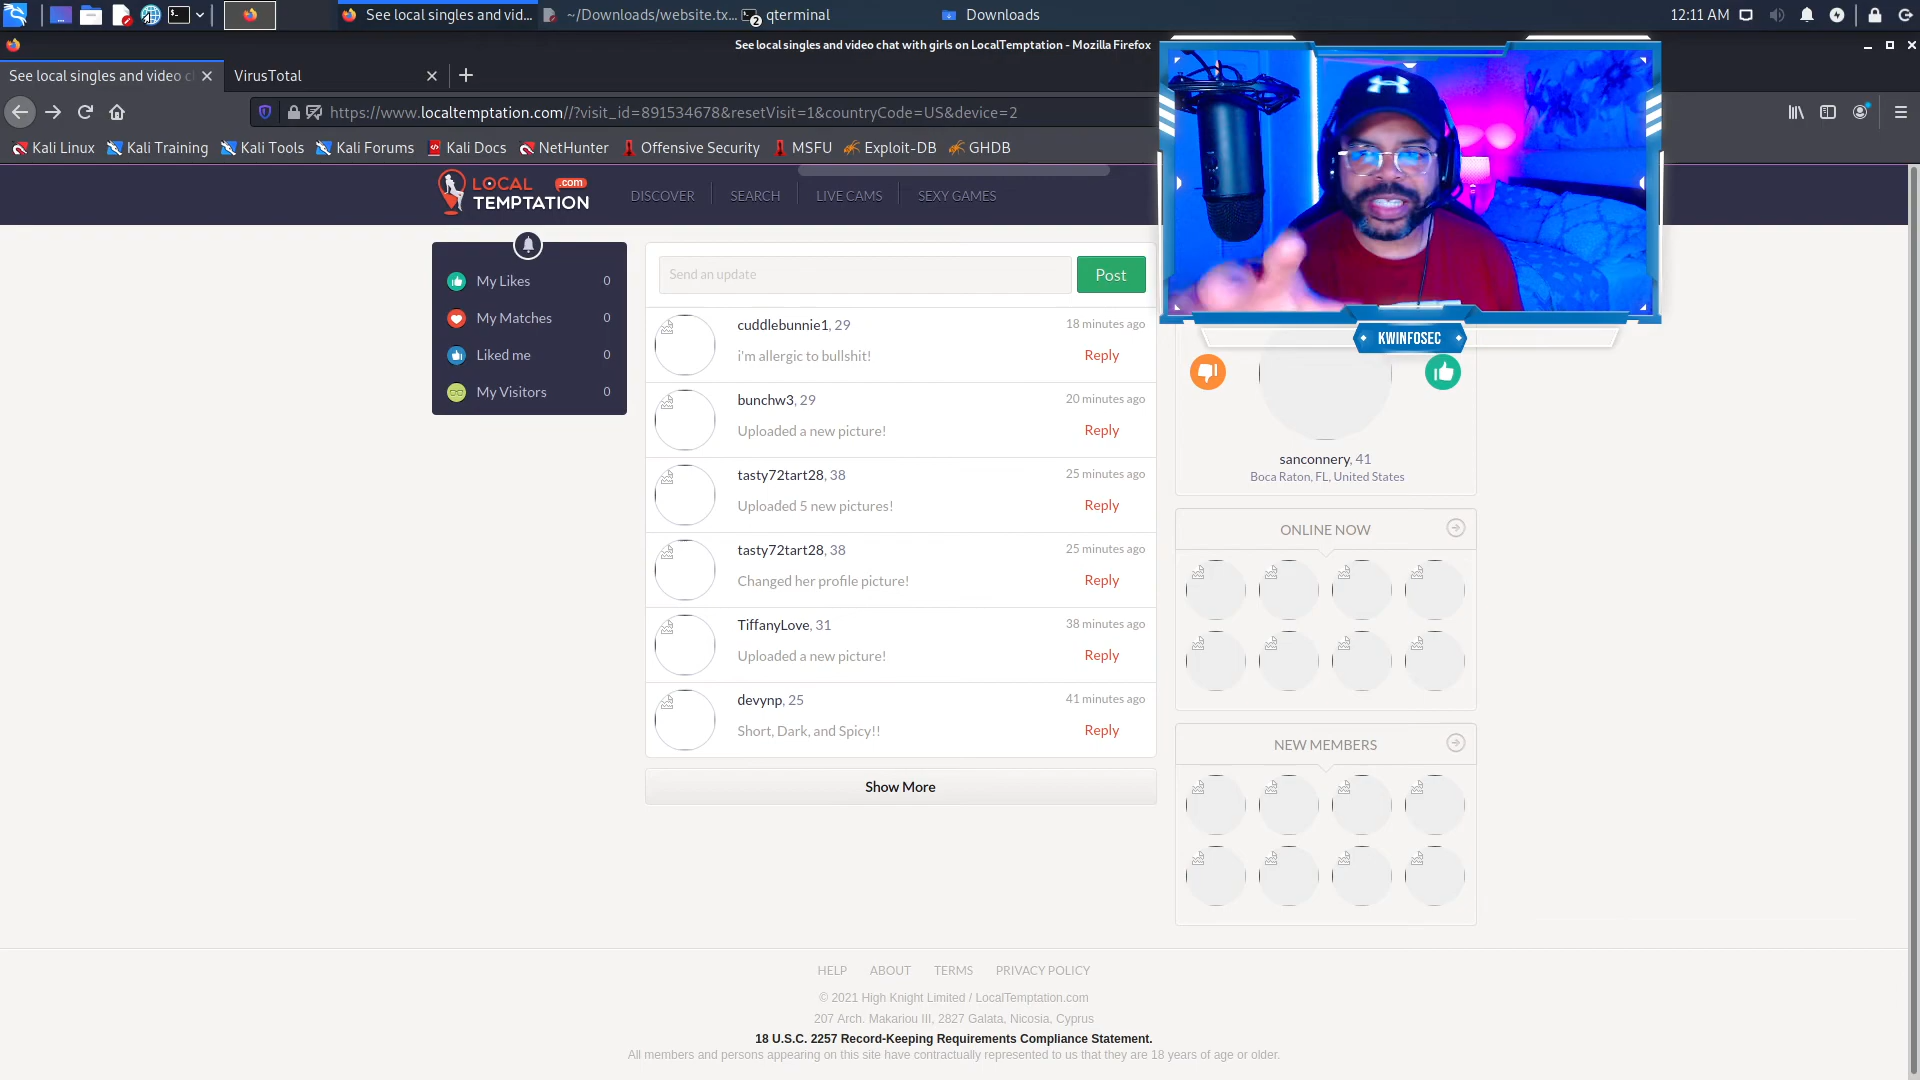 See local singles and vid...
~/Downloads/website.tx...
2
qterminal
Downloads
12:11 AM
See local singles and video chat with girls on LocalTemptation - Mozilla Firefox
See local singles and video c
VirusTotal
https://www.localtemptation.com//?visit_id=891534678&resetVisit=1&countryCode=US&device=2
Kali Linux
Kali Training
Kali Tools
Kali Forums
Kali Docs
NetHunter
Offensive Security
MSFU
Exploit-DB
GHDB
LOCAL .com
TEMPTATION
DISCOVER
SEARCH
LIVE CAMS
SEXY GAMES
My Likes 0
My Matches 0
Liked me 0
My Visitors 0
Send an update
Post
cuddlebunnie1, 29
18 minutes ago
i'm allergic to bullshit!
Reply
bunchw3, 29
20 minutes ago
Uploaded a new picture!
Reply
tasty72tart28, 38
25 minutes ago
Uploaded 5 new pictures!
Reply
tasty72tart28, 38
25 minutes ago
Changed her profile picture!
Reply
TiffanyLove, 31
38 minutes ago
Uploaded a new picture!
Reply
devynp, 25
41 minutes ago
Short, Dark, and Spicy!!
Reply
Show More
KWINFOSEC
sanconnery, 41
Boca Raton, FL, United States
ONLINE NOW
NEW MEMBERS
HELP
ABOUT
TERMS
PRIVACY POLICY
© 2021 High Knight Limited / LocalTemptation.com
207 Arch. Makariou III, 2827 Galata, Nicosia, Cyprus
18 U.S.C. 2257 Record-Keeping Requirements Compliance Statement.
All members and persons appearing on this site have contractually represented to us that they are 18 years of age or older.